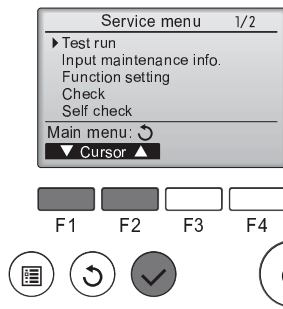 Service menu 1/2
Test run
Input maintenance info.
Function setting
Check
Self check
Main menu:
Cursor
F1 F2 F3 F4